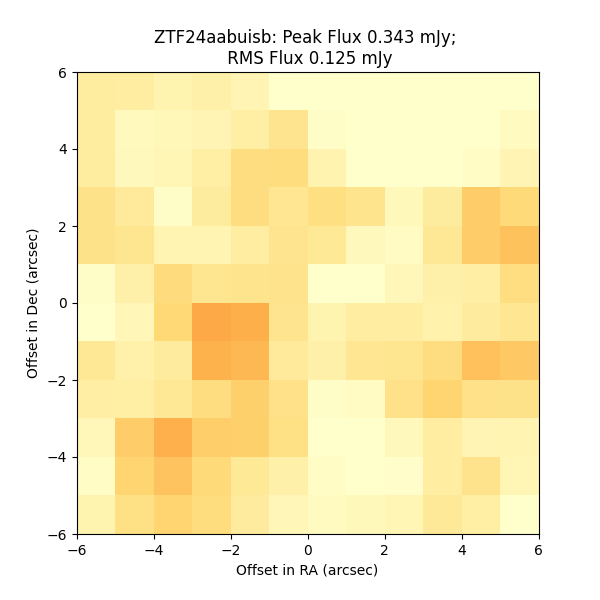 ZTF24aabuisb: Peak Flux 0.343 mJy;
RMS Flux 0.125 mJy
6
4
2
0
−2
−4
−6
Offset in Dec (arcsec)
−6 −4 −2 0 2 4 6
Offset in RA (arcsec)